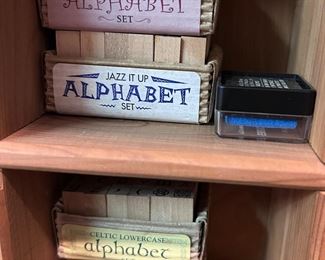 ALPHABET
SET
JAZZ IT UP
ALPHABET
SET
CELTIC LOWERCASE
alphabet